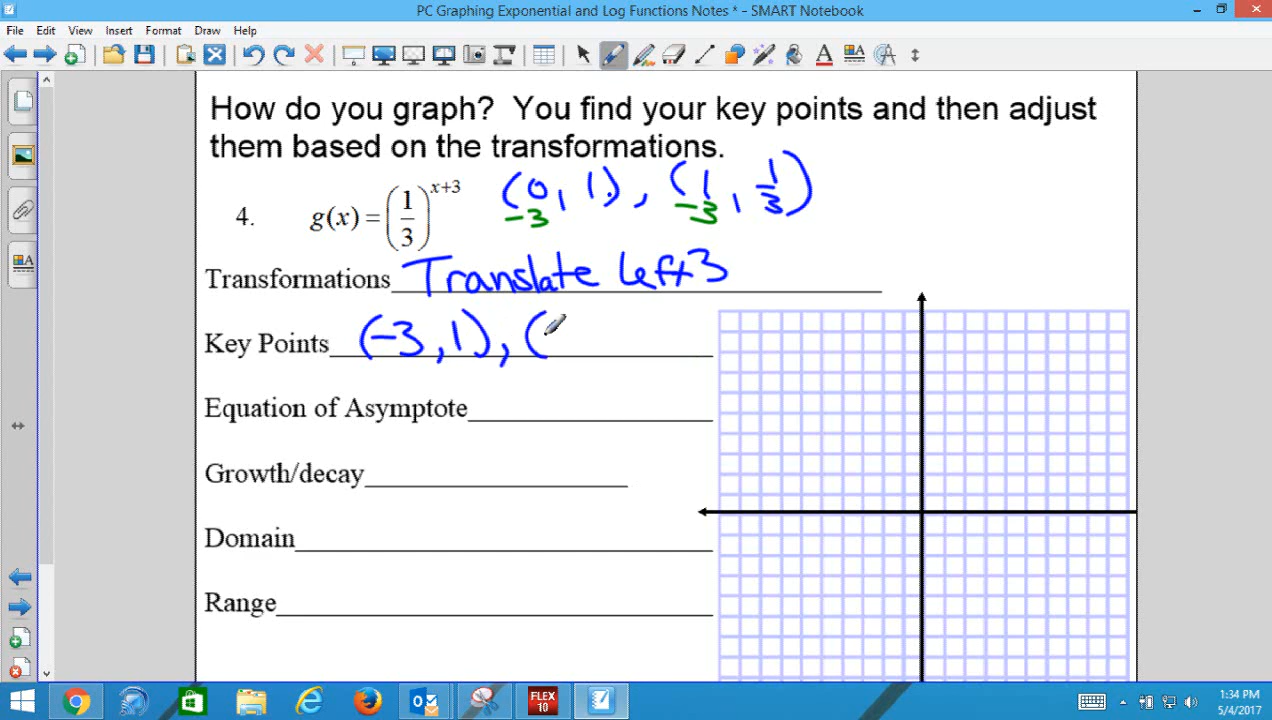 PC Graphing Exponential and Log Functions Notes * - SMART Notebook
File Edit View Insert Format Draw Help
How do you graph? You find your key points and then adjust
them based on the transformations.
4. g(x) = (1/3)^(x+3) (0, 1), (1, 1/3)
-3 -3
Transformations Translate Left 3
Key Points (-3, 1), (
Equation of Asymptote
Growth/decay
Domain
Range
FLEX
10
1:34 PM
5/4/2017